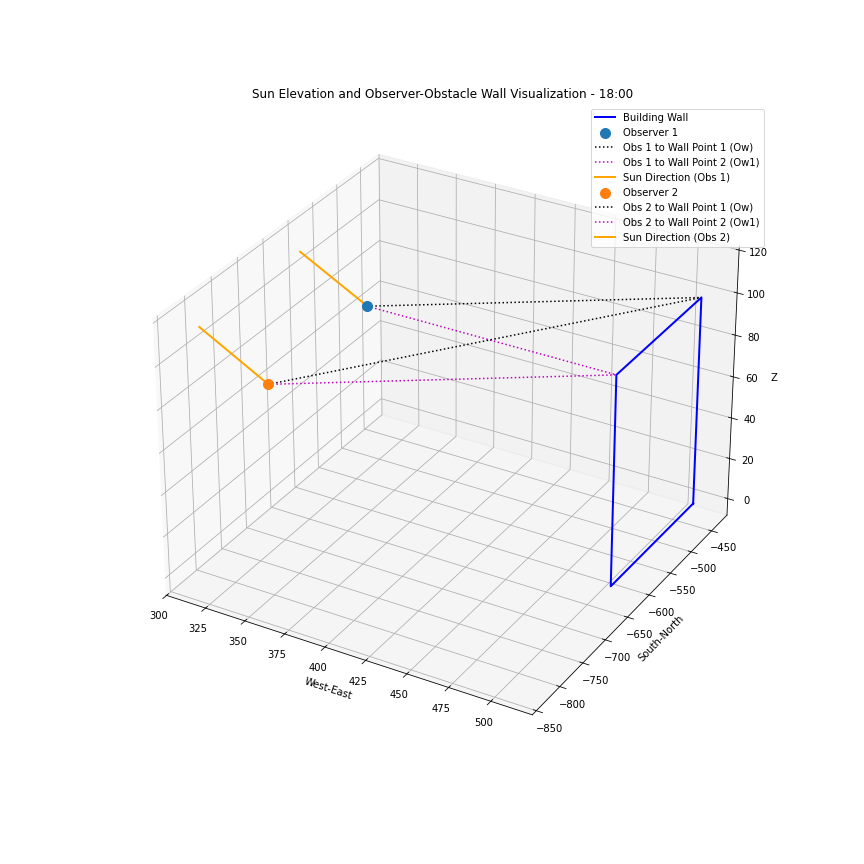 Sun Elevation and Observer-Obstacle Wall Visualization - 18:00
Building Wall
Observer 1
Obs 1 to Wall Point 1 (Ow)
Obs 1 to Wall Point 2 (Ow1)
Sun Direction (Obs 1)
Observer 2
Obs 2 to Wall Point 1 (Ow)
Obs 2 to Wall Point 2 (Ow1)
Sun Direction (Obs 2)
120
100
80
60
40
20
0
Z
−450
−500
−550
−600
−650
−700
−750
−800
−850
South-North
300
325
350
375
400
425
450
475
500
West-East